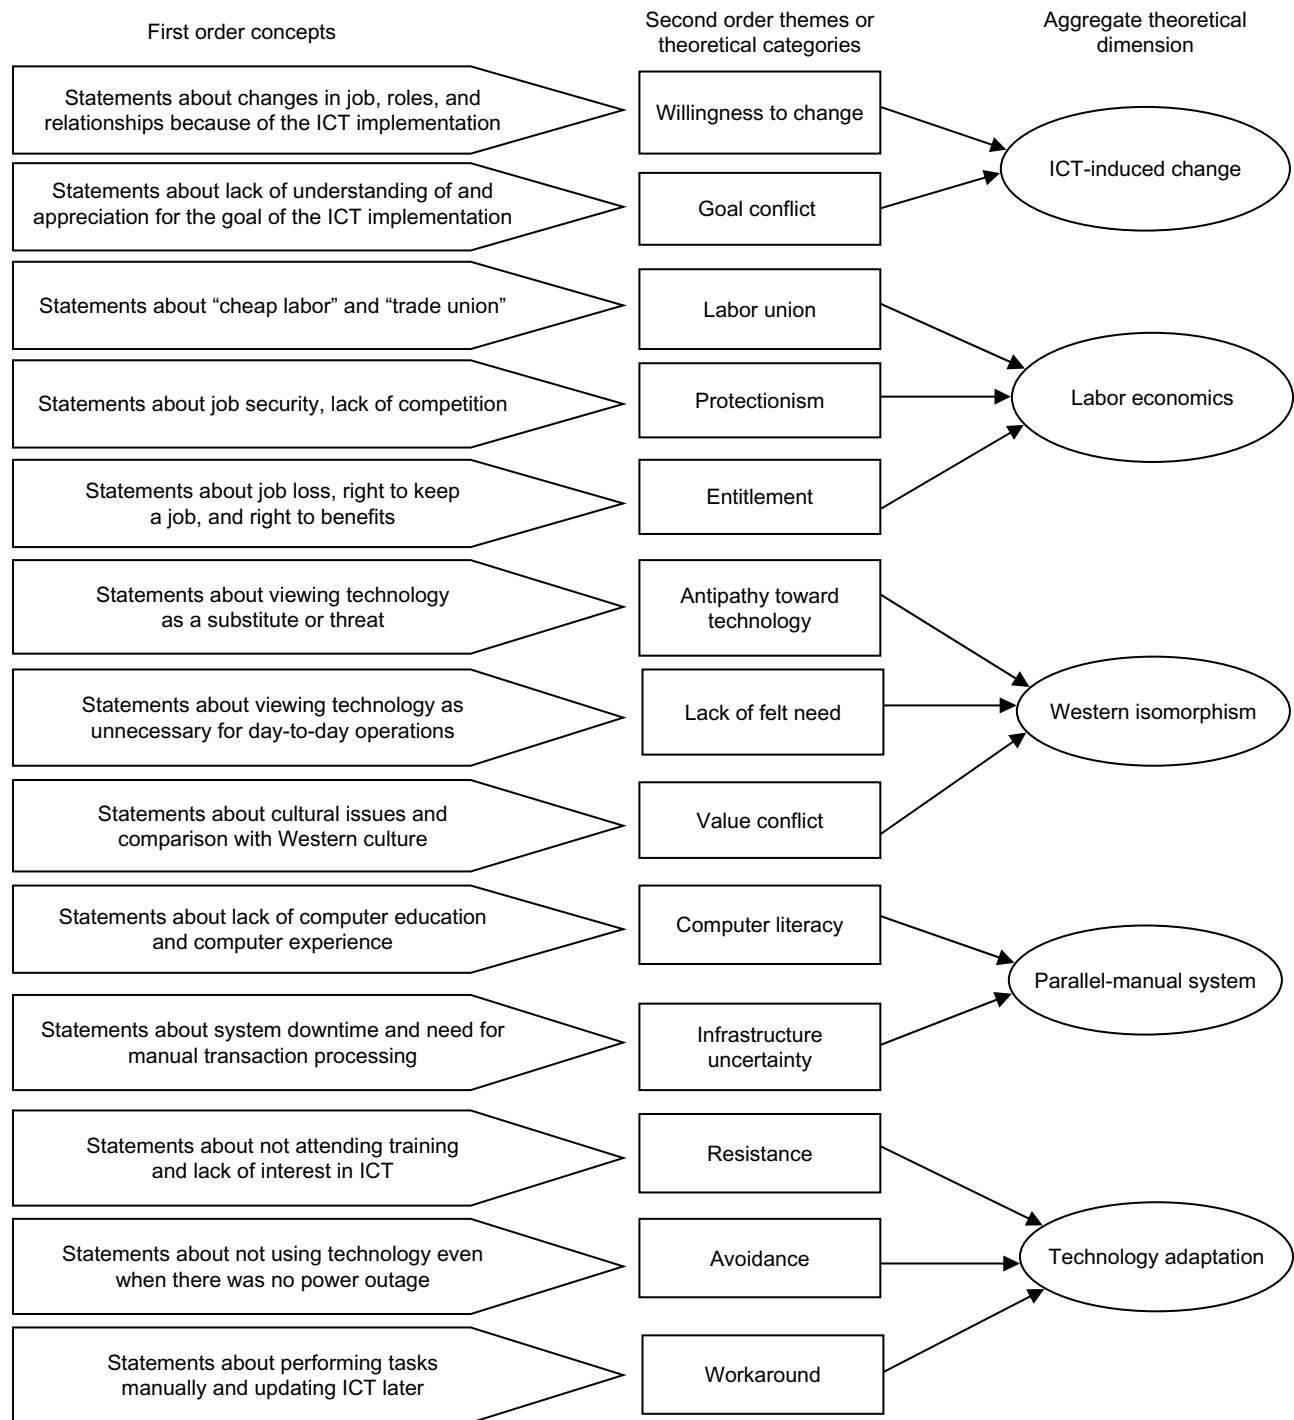 First order concepts
Second order themes or
theoretical categories
Aggregate theoretical
dimension
Statements about changes in job, roles, and
relationships because of the ICT implementation
Willingness to change
ICT-induced change
Statements about lack of understanding of and
appreciation for the goal of the ICT implementation
Goal conflict
Statements about “cheap labor” and “trade union”
Labor union
Labor economics
Statements about job security, lack of competition
Protectionism
Statements about job loss, right to keep
a job, and right to benefits
Entitlement
Statements about viewing technology
as a substitute or threat
Antipathy toward
technology
Western isomorphism
Statements about viewing technology as
unnecessary for day-to-day operations
Lack of felt need
Statements about cultural issues and
comparison with Western culture
Value conflict
Statements about lack of computer education
and computer experience
Computer literacy
Parallel-manual system
Statements about system downtime and need for
manual transaction processing
Infrastructure
uncertainty
Statements about not attending training
and lack of interest in ICT
Resistance
Technology adaptation
Statements about not using technology even
when there was no power outage
Avoidance
Statements about performing tasks
manually and updating ICT later
Workaround